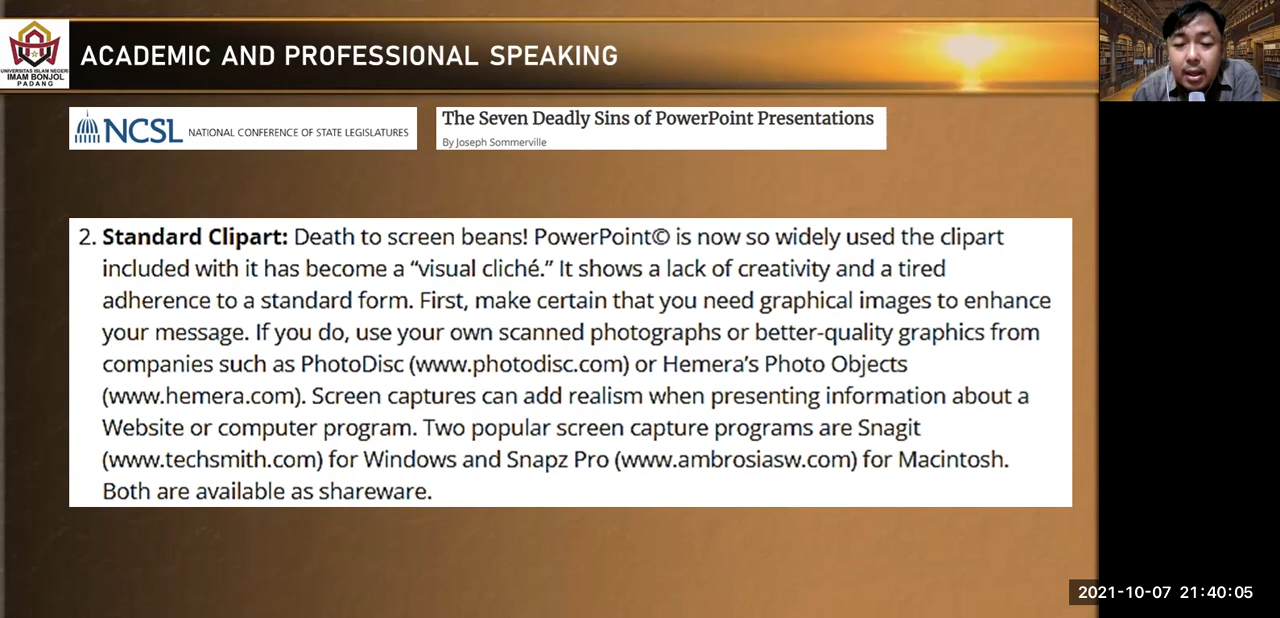 UNIVERSITAS ISLAM NEGERI
IMAM BONJOL
PADANG
ACADEMIC AND PROFESSIONAL SPEAKING
NCSL NATIONAL CONFERENCE OF STATE LEGISLATURES
The Seven Deadly Sins of PowerPoint Presentations
By Joseph Sommerville
2. Standard Clipart: Death to screen beans! PowerPoint© is now so widely used the clipart
included with it has become a “visual cliché.” It shows a lack of creativity and a tired
adherence to a standard form. First, make certain that you need graphical images to enhance
your message. If you do, use your own scanned photographs or better-quality graphics from
companies such as PhotoDisc (www.photodisc.com) or Hemera’s Photo Objects
(www.hemera.com). Screen captures can add realism when presenting information about a
Website or computer program. Two popular screen capture programs are Snagit
(www.techsmith.com) for Windows and Snapz Pro (www.ambrosiasw.com) for Macintosh.
Both are available as shareware.
2021-10-07 21:40:05